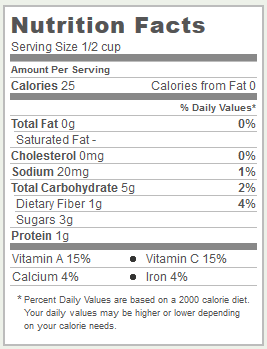 Nutrition Facts
Serving Size 1/2 cup
Amount Per Serving
Calories 25 Calories from Fat 0
% Daily Values*
Total Fat 0g 0%
Saturated Fat -
Cholesterol 0mg 0%
Sodium 20mg 1%
Total Carbohydrate 5g 2%
Dietary Fiber 1g 4%
Sugars 3g
Protein 1g
Vitamin A 15% • Vitamin C 15%
Calcium 4% • Iron 4%
* Percent Daily Values are based on a 2000 calorie diet.
Your daily values may be higher or lower depending
on your calorie needs.